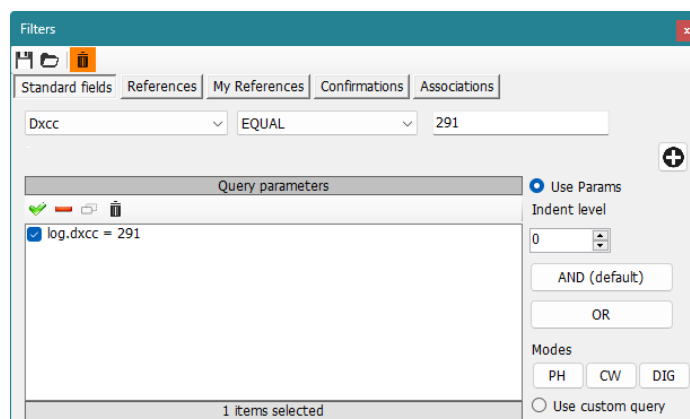 Filters
Standard fields References My References Confirmations Associations
Dxcc EQUAL 291
Query parameters
Use Params
Indent level
log.dxcc = 291
0
AND (default)
OR
Modes
PH CW DIG
1 items selected
Use custom query